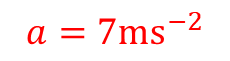 a = 7ms⁻²